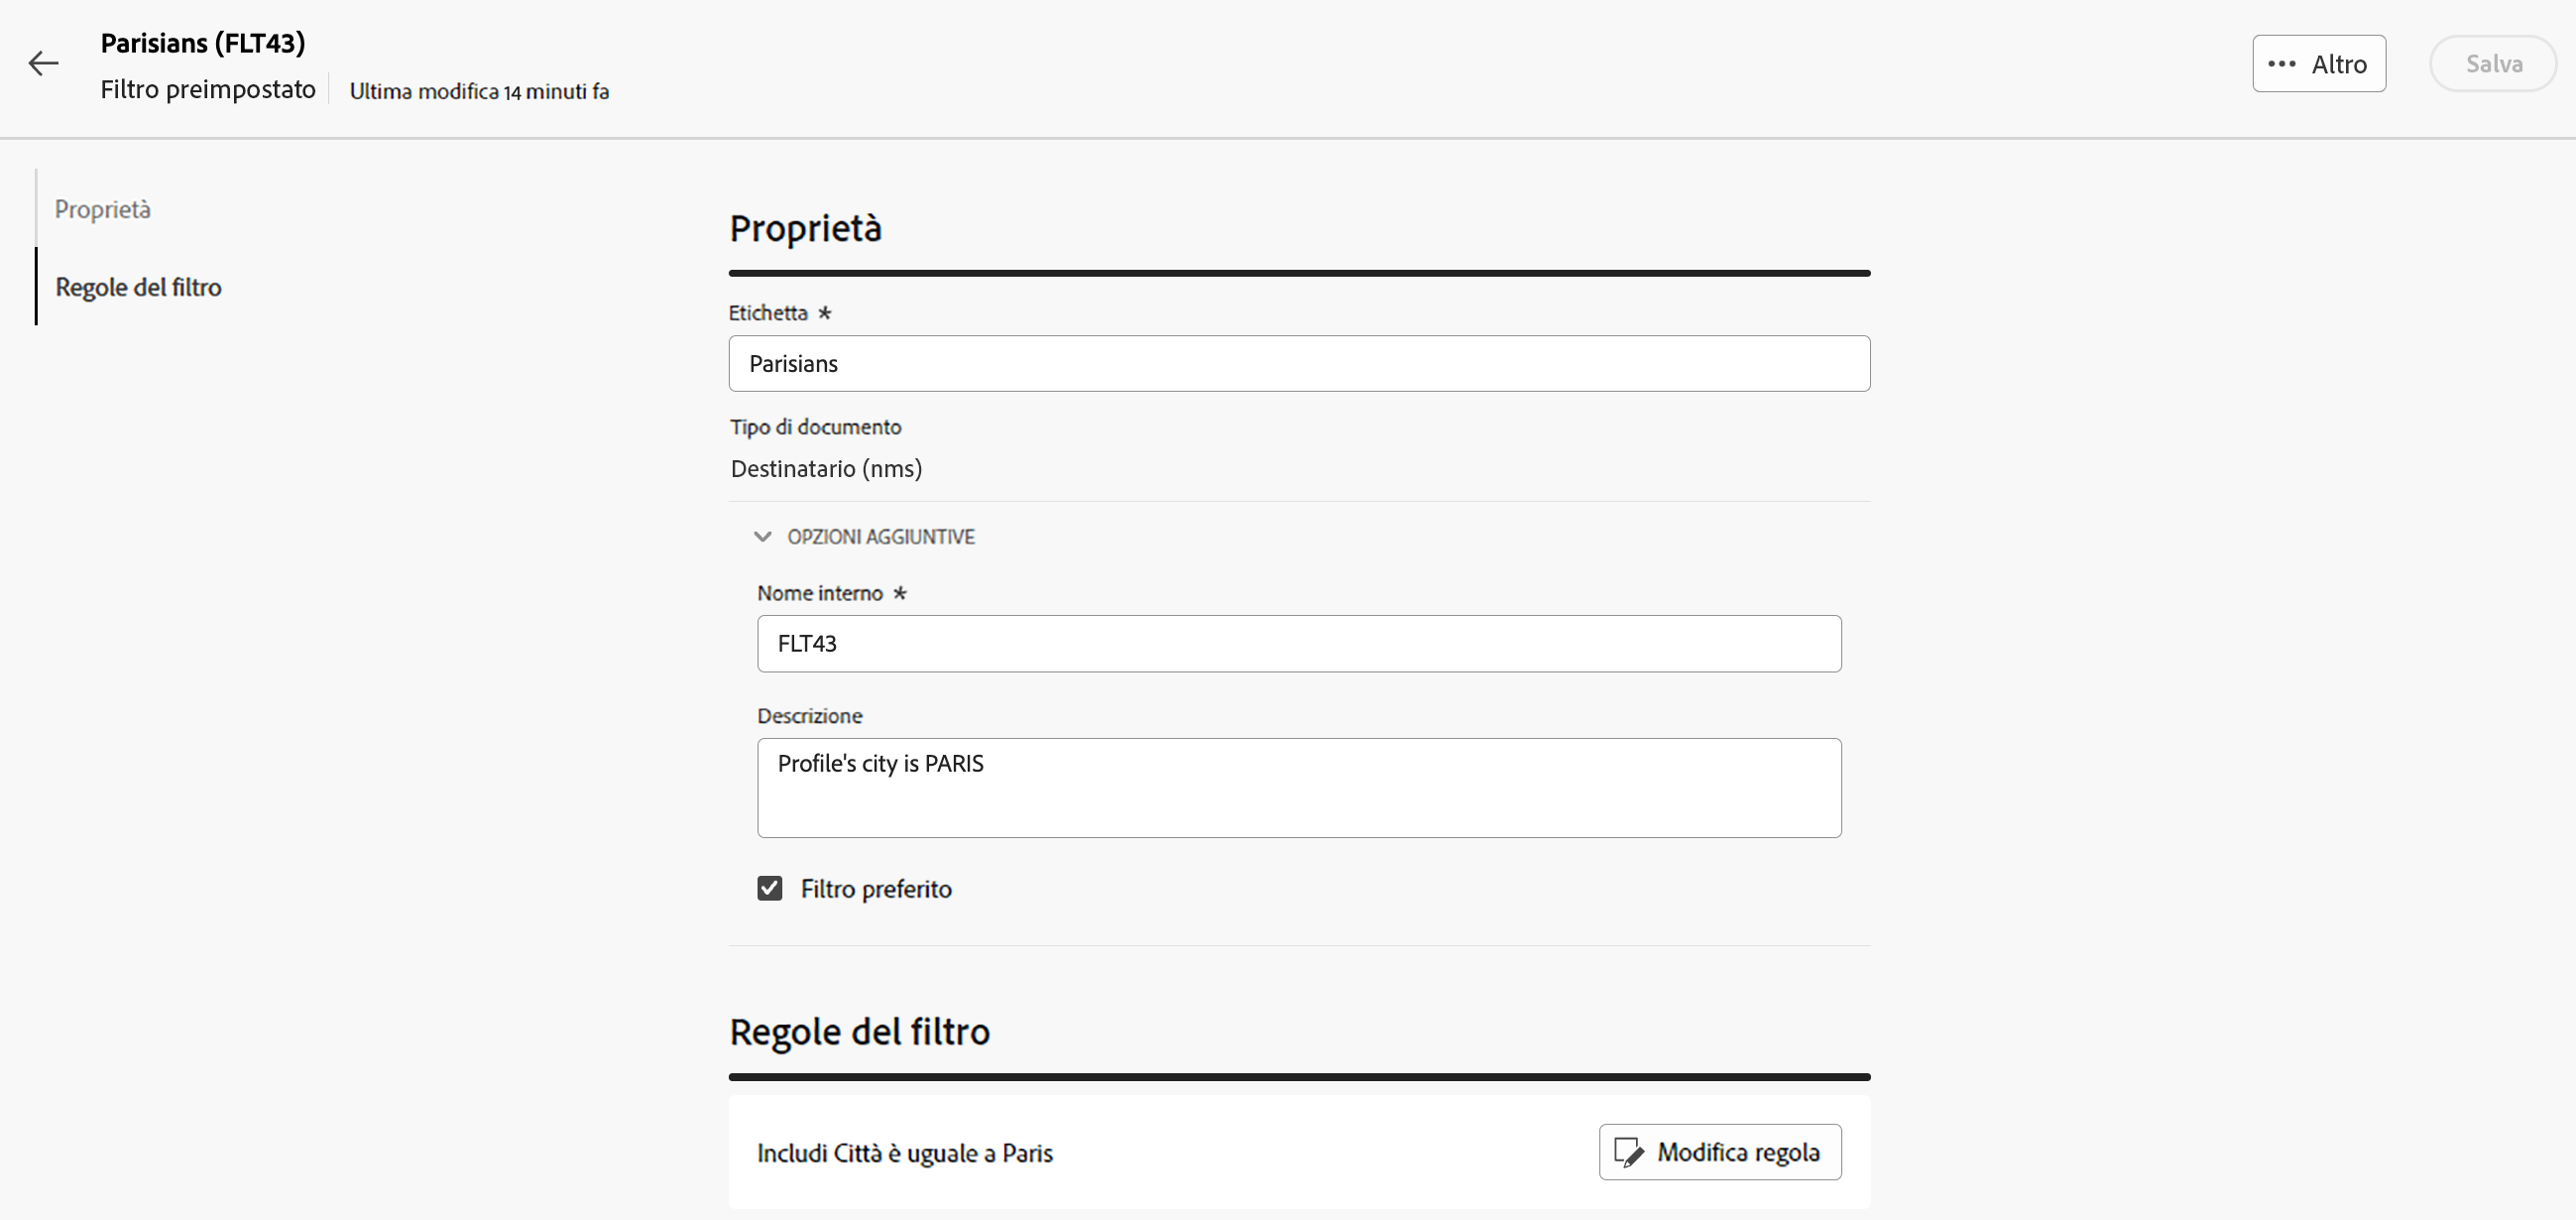 Parisians (FLT43)
Filtro preimpostato
Ultima modifica 14 minuti fa
••• Altro
Salva
Proprietà
Regole del filtro
Proprietà
Etichetta *
Parisians
Tipo di documento
Destinatario (nms)
OPZIONI AGGIUNTIVE
Nome interno *
FLT43
Descrizione
Profile's city is PARIS
Filtro preferito
Regole del filtro
Includi Città è uguale a Paris
Modifica regola